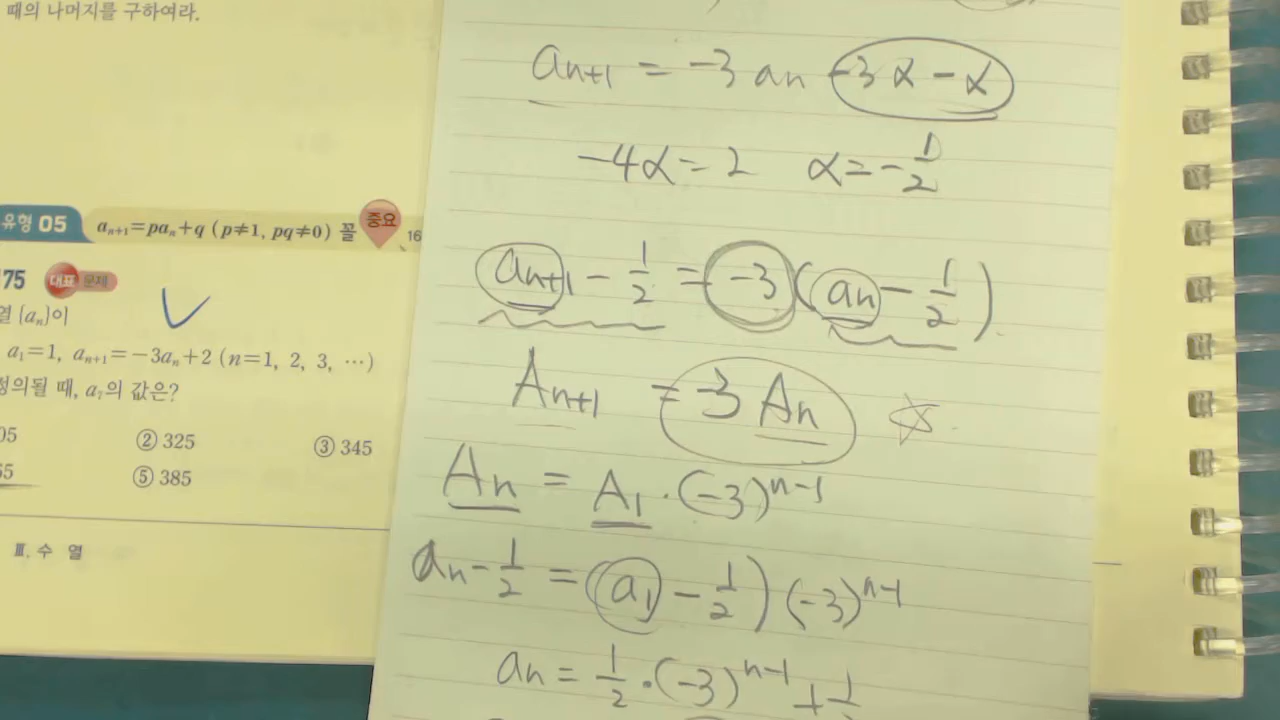 때의 나머지를 구하여라.
유형 05 aₙ₊₁=paₙ+q (p≠1, pq≠0) 꼴 중요
16
75 대표 문제
열 {aₙ}이
a₁=1, aₙ₊₁=-3aₙ+2 (n=1, 2, 3, ⋯)
정의될 때, a₇의 값은?
05 ② 325 ③ 345
55 ⑤ 385
Ⅲ. 수 열
aₙ₊₁ = -3 aₙ -3α - α
-4α = 2 α = -1/2
aₙ₊₁ - 1/2 = -3 (aₙ - 1/2)
Aₙ₊₁ = -3 Aₙ ☆
Aₙ = A₁ · (-3)ⁿ⁻¹
aₙ - 1/2 = (a₁ - 1/2) (-3)ⁿ⁻¹
aₙ = 1/2 · (-3)ⁿ⁻¹ + 1/2